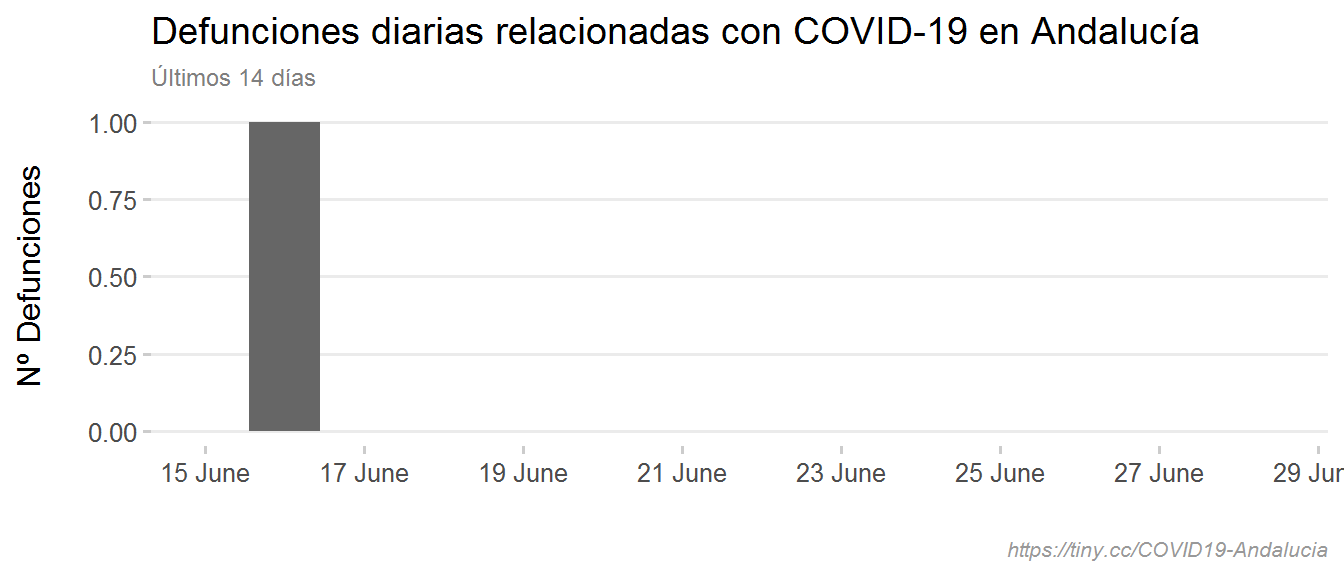 Defunciones diarias relacionadas con COVID-19 en Andalucía
Últimos 14 días
Nº Defunciones
1.00
0.75
0.50
0.25
0.00
15 June 17 June 19 June 21 June 23 June 25 June 27 June 29 Jun
https://tiny.cc/COVID19-Andalucia